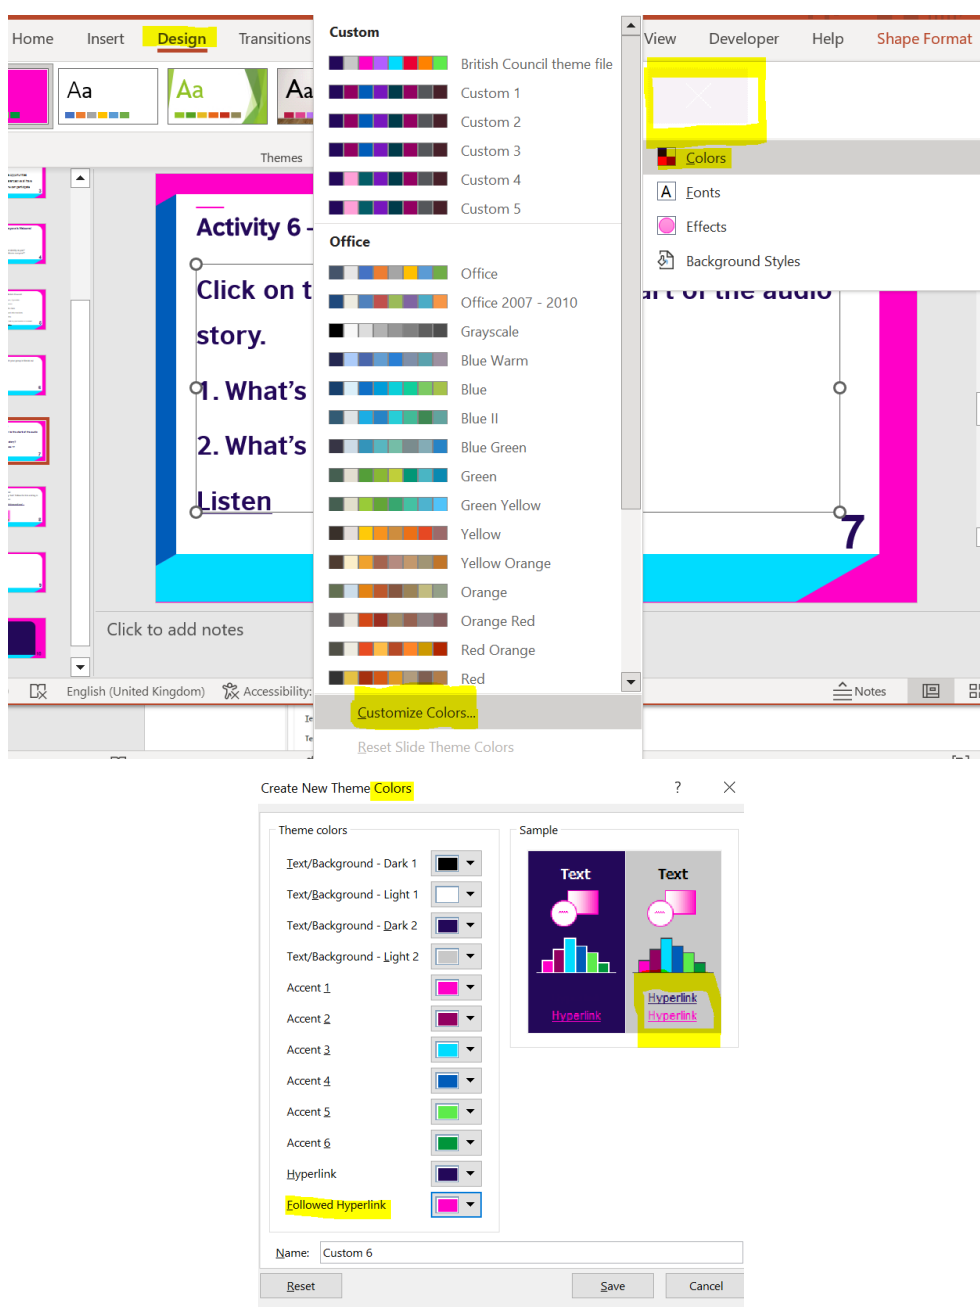 Home Insert Design Transitions
View Developer Help Shape Format
Aa Aa Aa
Themes
Custom
British Council theme file
Custom 1
Custom 2
Custom 3
Custom 4
Custom 5
Office
Office
Office 2007 - 2010
Grayscale
Blue Warm
Blue
Blue II
Blue Green
Green
Green Yellow
Yellow
Yellow Orange
Orange
Orange Red
Red Orange
Red
Customize Colors...
Reset Slide Theme Colors
Colors
A Fonts
Effects
Background Styles
Activity 6 -
Click on t
art of the audio
story.
1. What’s
2. What’s
Listen
7
Click to add notes
English (United Kingdom) Accessibility:
Notes
Create New Theme Colors ?
Theme colors
Text/Background - Dark 1
Text/Background - Light 1
Text/Background - Dark 2
Text/Background - Light 2
Accent 1
Accent 2
Accent 3
Accent 4
Accent 5
Accent 6
Hyperlink
Followed Hyperlink
Sample
Text Text
Hyperlink
Hyperlink Hyperlink
Name: Custom 6
Reset Save Cancel